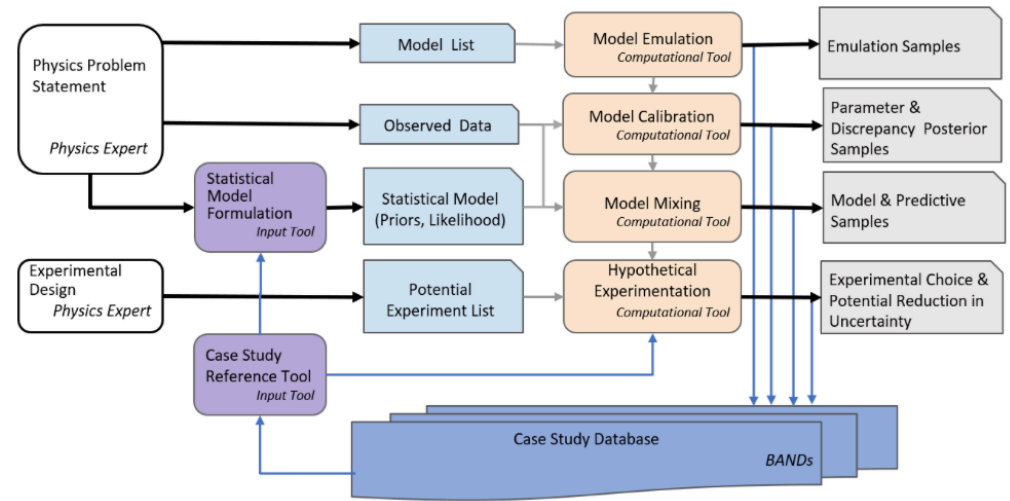 Physics Problem
Statement
Physics Expert
Model List
Model Emulation
Computational Tool
Emulation Samples
Observed Data
Model Calibration
Computational Tool
Parameter &
Discrepancy Posterior
Samples
Statistical
Model
Formulation
Input Tool
Statistical Model
(Priors, Likelihood)
Model Mixing
Computational Tool
Model & Predictive
Samples
Experimental
Design
Physics Expert
Potential
Experiment List
Hypothetical
Experimentation
Computational Tool
Experimental Choice &
Potential Reduction in
Uncertainty
Case Study
Reference Tool
Input Tool
Case Study Database
BANDs